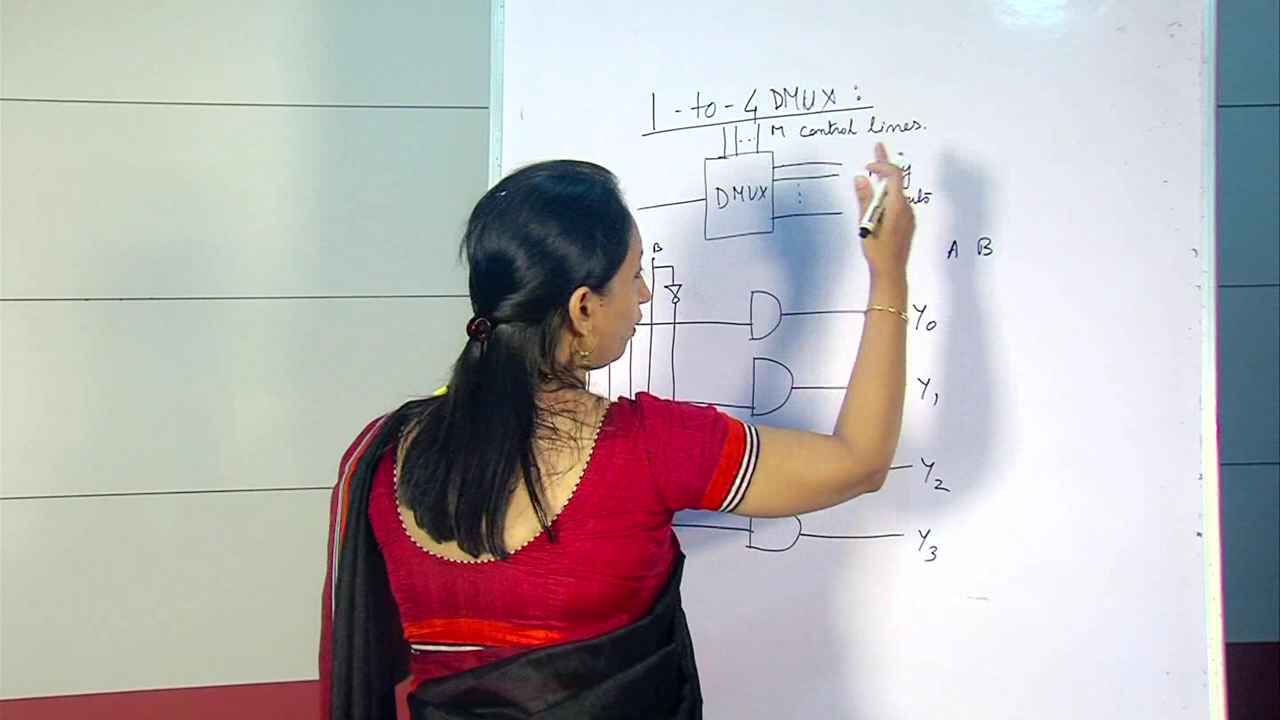 1-to-4 DMUX:
... M control lines.
DMUX
B
A B
Y0
Y1
Y2
Y3